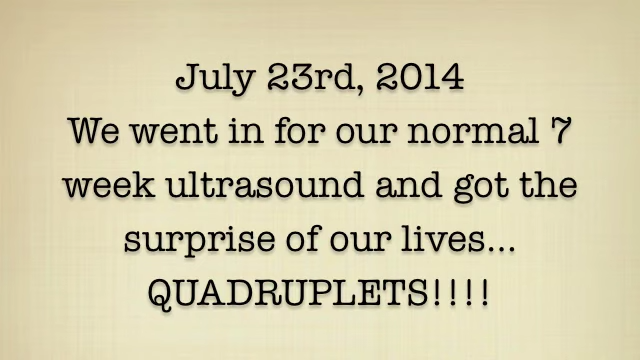 July 23rd, 2014
We went in for our normal 7
week ultrasound and got the
surprise of our lives...
QUADRUPLETS!!!!